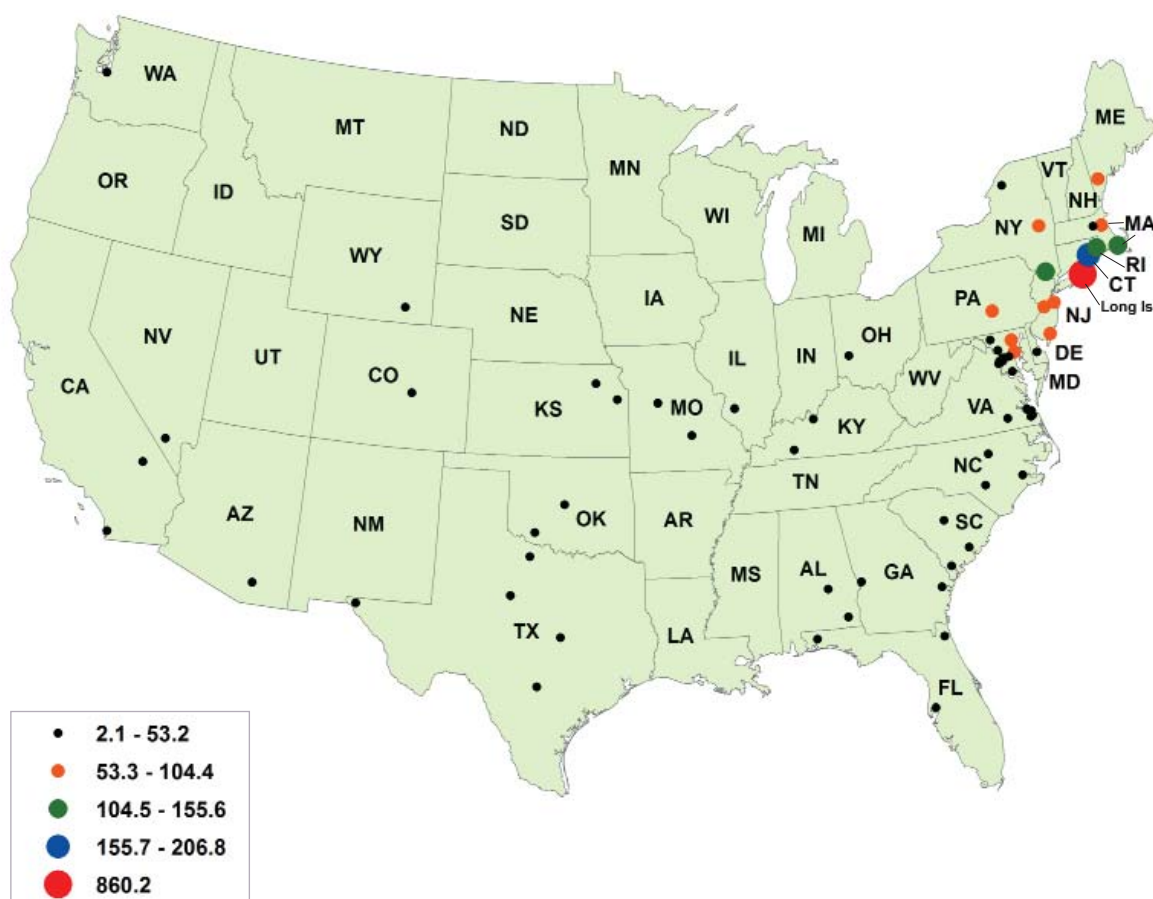 WA
MT
ND
MN
ME
VT
OR
ID
SD
WI
MI
NH
NY
MA
WY
RI
CT
IA
NE
PA
Long Is
NJ
NV
UT
OH
IL
IN
DE
CA
CO
WV
MD
KS
MO
VA
KY
NC
TN
AZ
NM
OK
AR
SC
MS
AL
GA
TX
LA
FL
2.1 - 53.2
53.3 - 104.4
104.5 - 155.6
155.7 - 206.8
860.2